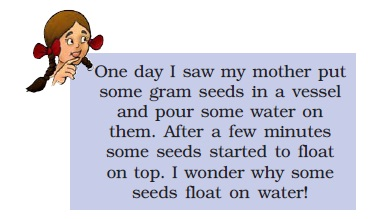 One day I saw my mother put
some gram seeds in a vessel
and pour some water on
them. After a few minutes
some seeds started to float
on top. I wonder why some
seeds float on water!